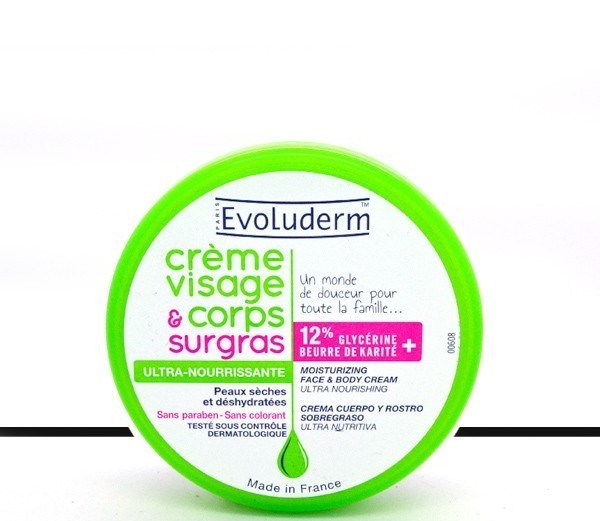 PARIS
Evoluderm™
crème
visage
& corps
surgras
Un monde
de douceur pour
toute la famille...
12% GLYCÉRINE
BEURRE DE KARITÉ +
ULTRA-NOURRISSANTE
Peaux sèches
et déshydratées
Sans paraben - Sans colorant
TESTÉ SOUS CONTRÔLE
DERMATOLOGIQUE
MOISTURIZING
FACE & BODY CREAM
ULTRA NOURISHING
CREMA CUERPO Y ROSTRO
SOBREGRASO
ULTRA NUTRITIVA
00608
Made in France